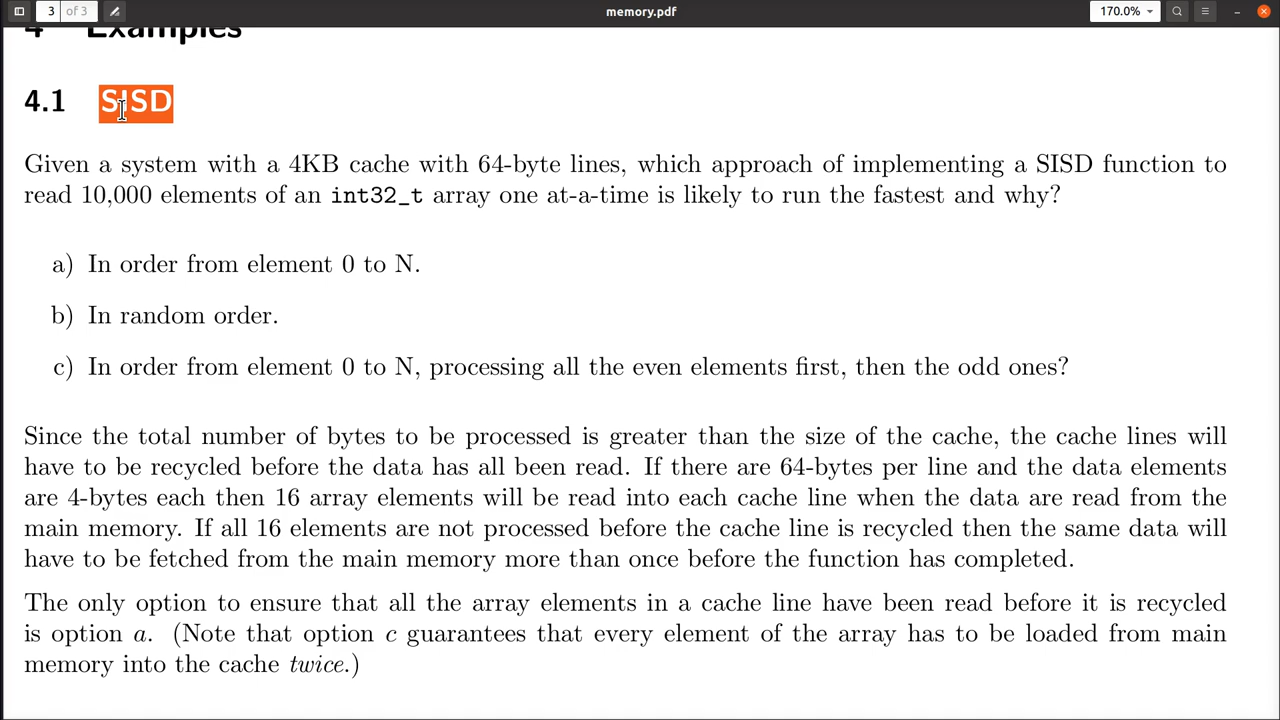 3 of 3
memory.pdf
170.0%
4 Examples
4.1 SISD
Given a system with a 4KB cache with 64-byte lines, which approach of implementing a SISD function to
read 10,000 elements of an int32_t array one at-a-time is likely to run the fastest and why?
a) In order from element 0 to N.
b) In random order.
c) In order from element 0 to N, processing all the even elements first, then the odd ones?
Since the total number of bytes to be processed is greater than the size of the cache, the cache lines will
have to be recycled before the data has all been read. If there are 64-bytes per line and the data elements
are 4-bytes each then 16 array elements will be read into each cache line when the data are read from the
main memory. If all 16 elements are not processed before the cache line is recycled then the same data will
have to be fetched from the main memory more than once before the function has completed.
The only option to ensure that all the array elements in a cache line have been read before it is recycled
is option a. (Note that option c guarantees that every element of the array has to be loaded from main
memory into the cache twice.)